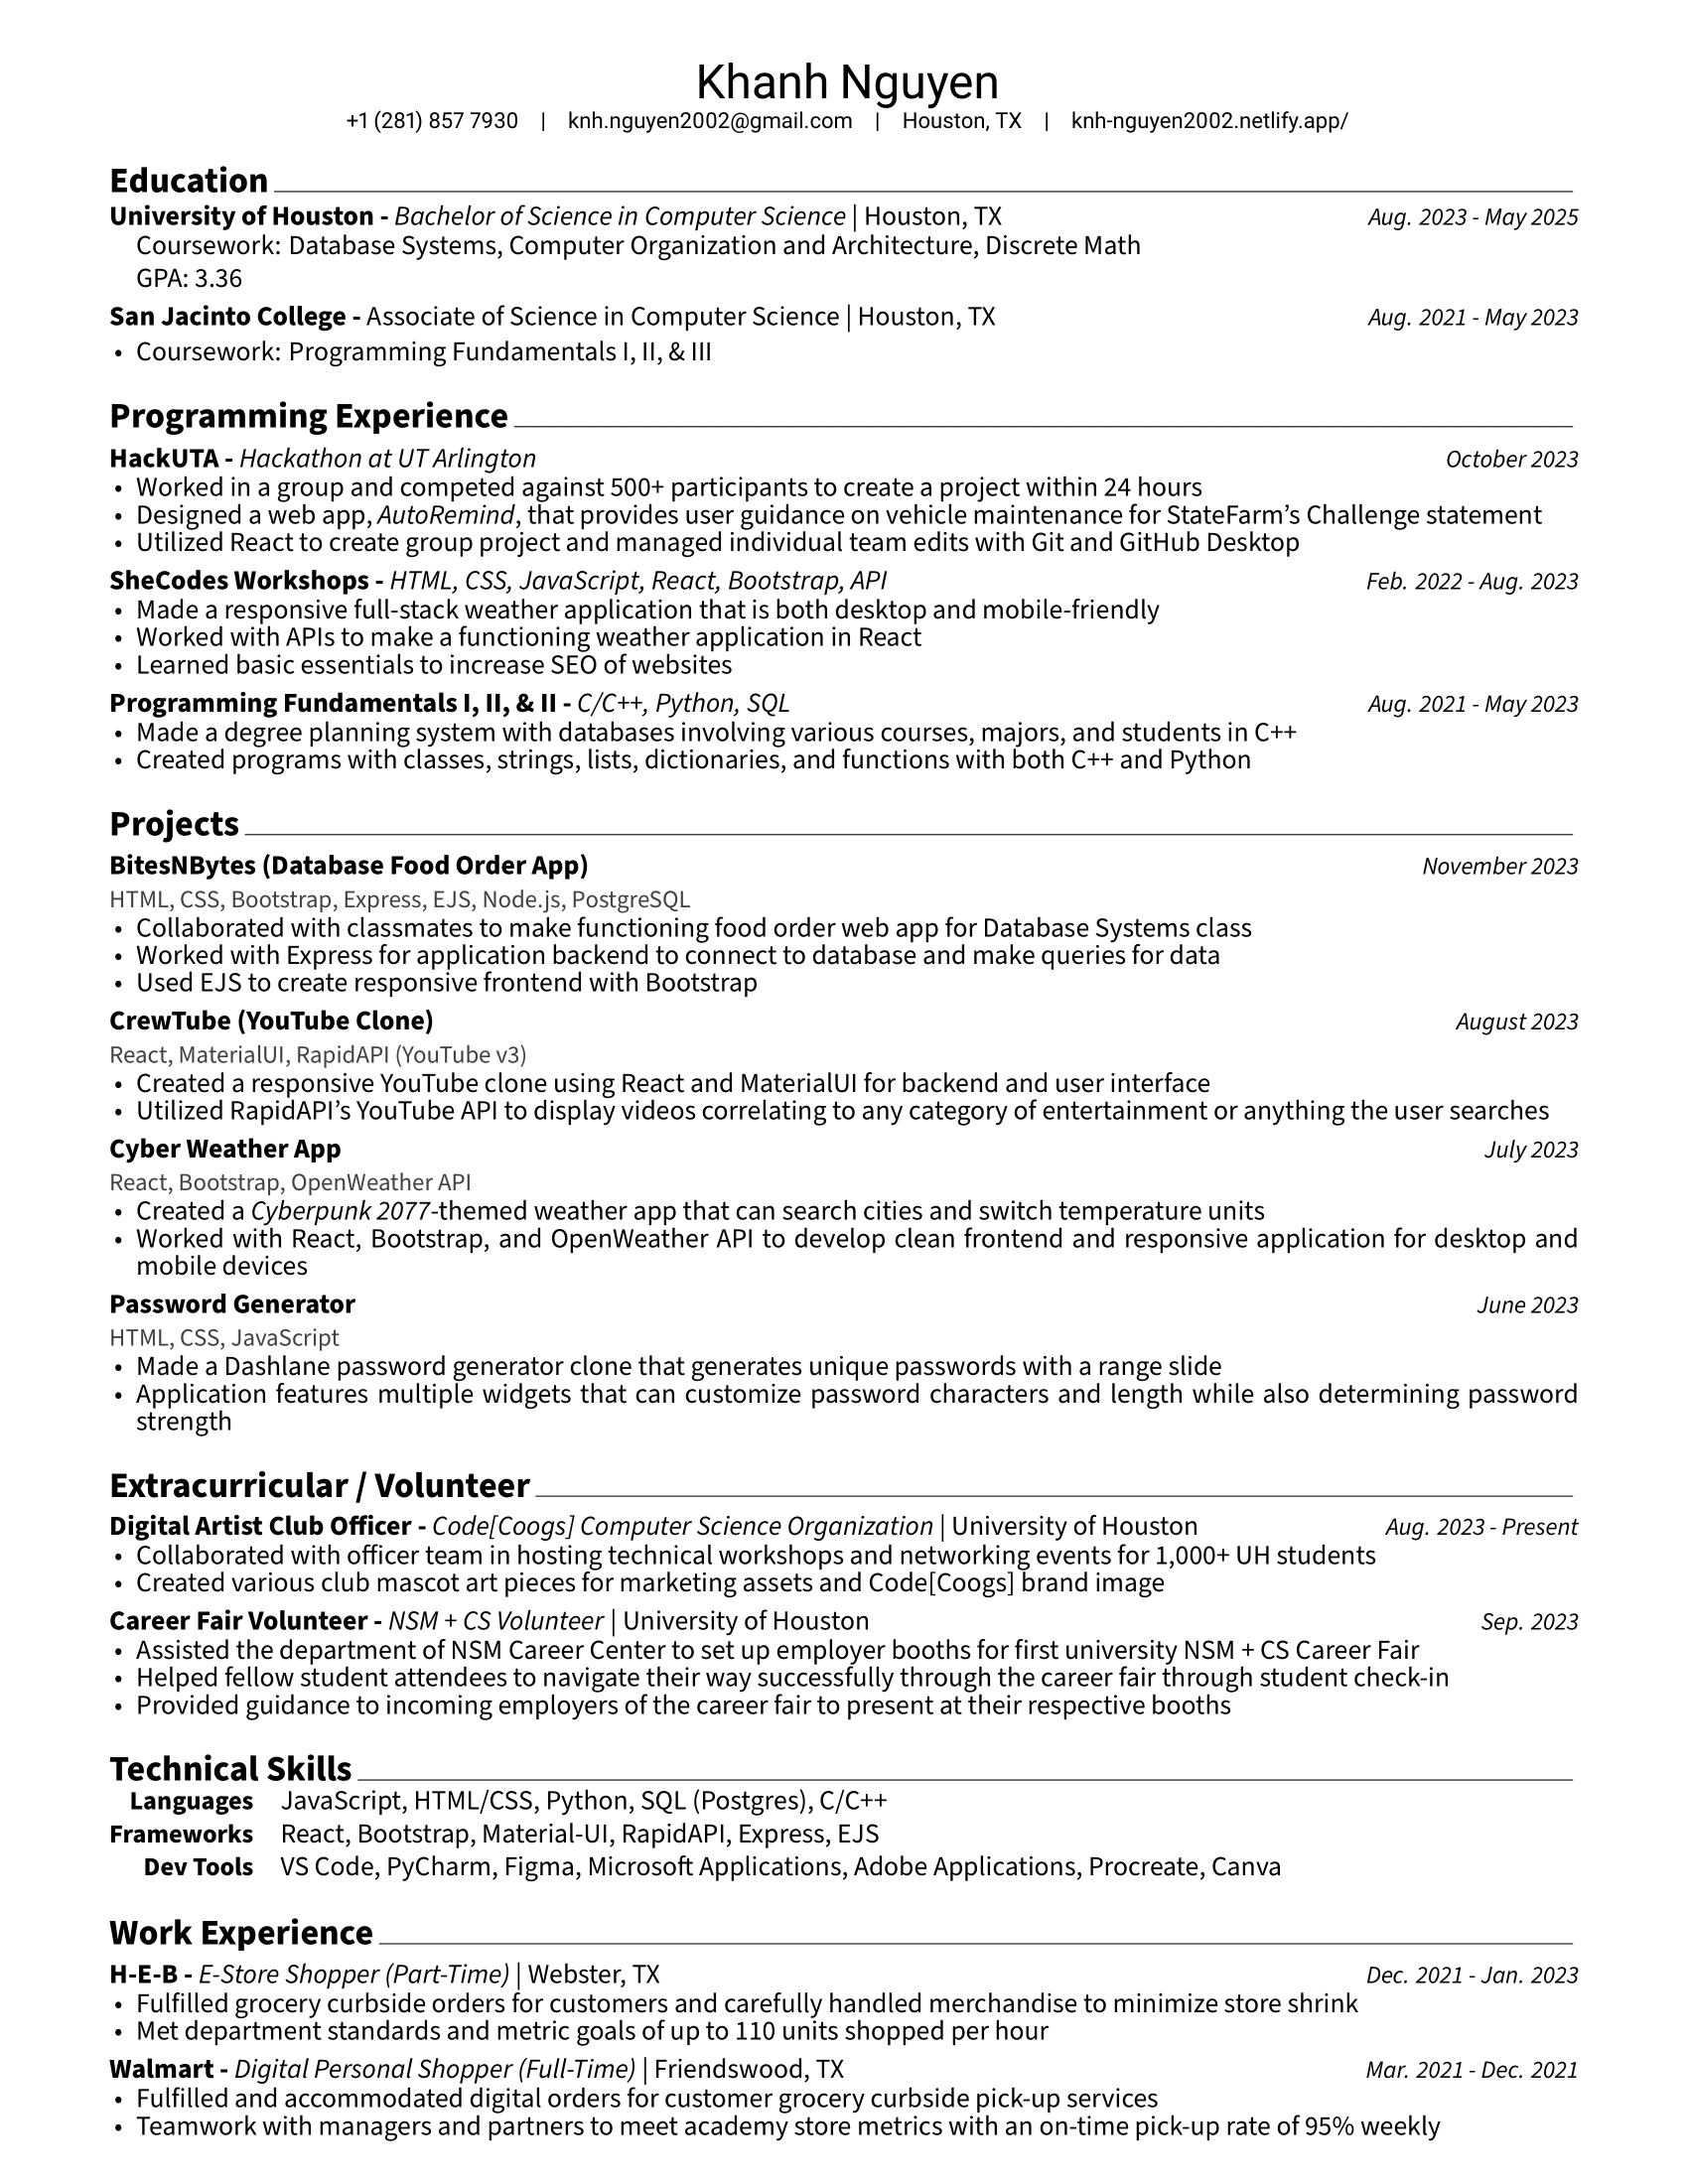 Khanh Nguyen
+1 (281) 857 7930 | knh.nguyen2002@gmail.com | Houston, TX | knh-nguyen2002.netlify.app/
Education
University of Houston - Bachelor of Science in Computer Science | Houston, TX Aug. 2023 - May 2025
Coursework: Database Systems, Computer Organization and Architecture, Discrete Math
GPA: 3.36
San Jacinto College - Associate of Science in Computer Science | Houston, TX Aug. 2021 - May 2023
• Coursework: Programming Fundamentals I, II, & III
Programming Experience
HackUTA - Hackathon at UT Arlington October 2023
• Worked in a group and competed against 500+ participants to create a project within 24 hours
• Designed a web app, AutoRemind, that provides user guidance on vehicle maintenance for StateFarm’s Challenge statement
• Utilized React to create group project and managed individual team edits with Git and GitHub Desktop
SheCodes Workshops - HTML, CSS, JavaScript, React, Bootstrap, API Feb. 2022 - Aug. 2023
• Made a responsive full-stack weather application that is both desktop and mobile-friendly
• Worked with APIs to make a functioning weather application in React
• Learned basic essentials to increase SEO of websites
Programming Fundamentals I, II, & II - C/C++, Python, SQL Aug. 2021 - May 2023
• Made a degree planning system with databases involving various courses, majors, and students in C++
• Created programs with classes, strings, lists, dictionaries, and functions with both C++ and Python
Projects
BitesNBytes (Database Food Order App) November 2023
HTML, CSS, Bootstrap, Express, EJS, Node.js, PostgreSQL
• Collaborated with classmates to make functioning food order web app for Database Systems class
• Worked with Express for application backend to connect to database and make queries for data
• Used EJS to create responsive frontend with Bootstrap
CrewTube (YouTube Clone) August 2023
React, MaterialUI, RapidAPI (YouTube v3)
• Created a responsive YouTube clone using React and MaterialUI for backend and user interface
• Utilized RapidAPI’s YouTube API to display videos correlating to any category of entertainment or anything the user searches
Cyber Weather App July 2023
React, Bootstrap, OpenWeather API
• Created a Cyberpunk 2077-themed weather app that can search cities and switch temperature units
• Worked with React, Bootstrap, and OpenWeather API to develop clean frontend and responsive application for desktop and
mobile devices
Password Generator June 2023
HTML, CSS, JavaScript
• Made a Dashlane password generator clone that generates unique passwords with a range slide
• Application features multiple widgets that can customize password characters and length while also determining password
strength
Extracurricular / Volunteer
Digital Artist Club Officer - Code[Coogs] Computer Science Organization | University of Houston Aug. 2023 - Present
• Collaborated with officer team in hosting technical workshops and networking events for 1,000+ UH students
• Created various club mascot art pieces for marketing assets and Code[Coogs] brand image
Career Fair Volunteer - NSM + CS Volunteer | University of Houston Sep. 2023
• Assisted the department of NSM Career Center to set up employer booths for first university NSM + CS Career Fair
• Helped fellow student attendees to navigate their way successfully through the career fair through student check-in
• Provided guidance to incoming employers of the career fair to present at their respective booths
Technical Skills
Languages JavaScript, HTML/CSS, Python, SQL (Postgres), C/C++
Frameworks React, Bootstrap, Material-UI, RapidAPI, Express, EJS
Dev Tools VS Code, PyCharm, Figma, Microsoft Applications, Adobe Applications, Procreate, Canva
Work Experience
H-E-B - E-Store Shopper (Part-Time) | Webster, TX Dec. 2021 - Jan. 2023
• Fulfilled grocery curbside orders for customers and carefully handled merchandise to minimize store shrink
• Met department standards and metric goals of up to 110 units shopped per hour
Walmart - Digital Personal Shopper (Full-Time) | Friendswood, TX Mar. 2021 - Dec. 2021
• Fulfilled and accommodated digital orders for customer grocery curbside pick-up services
• Teamwork with managers and partners to meet academy store metrics with an on-time pick-up rate of 95% weekly